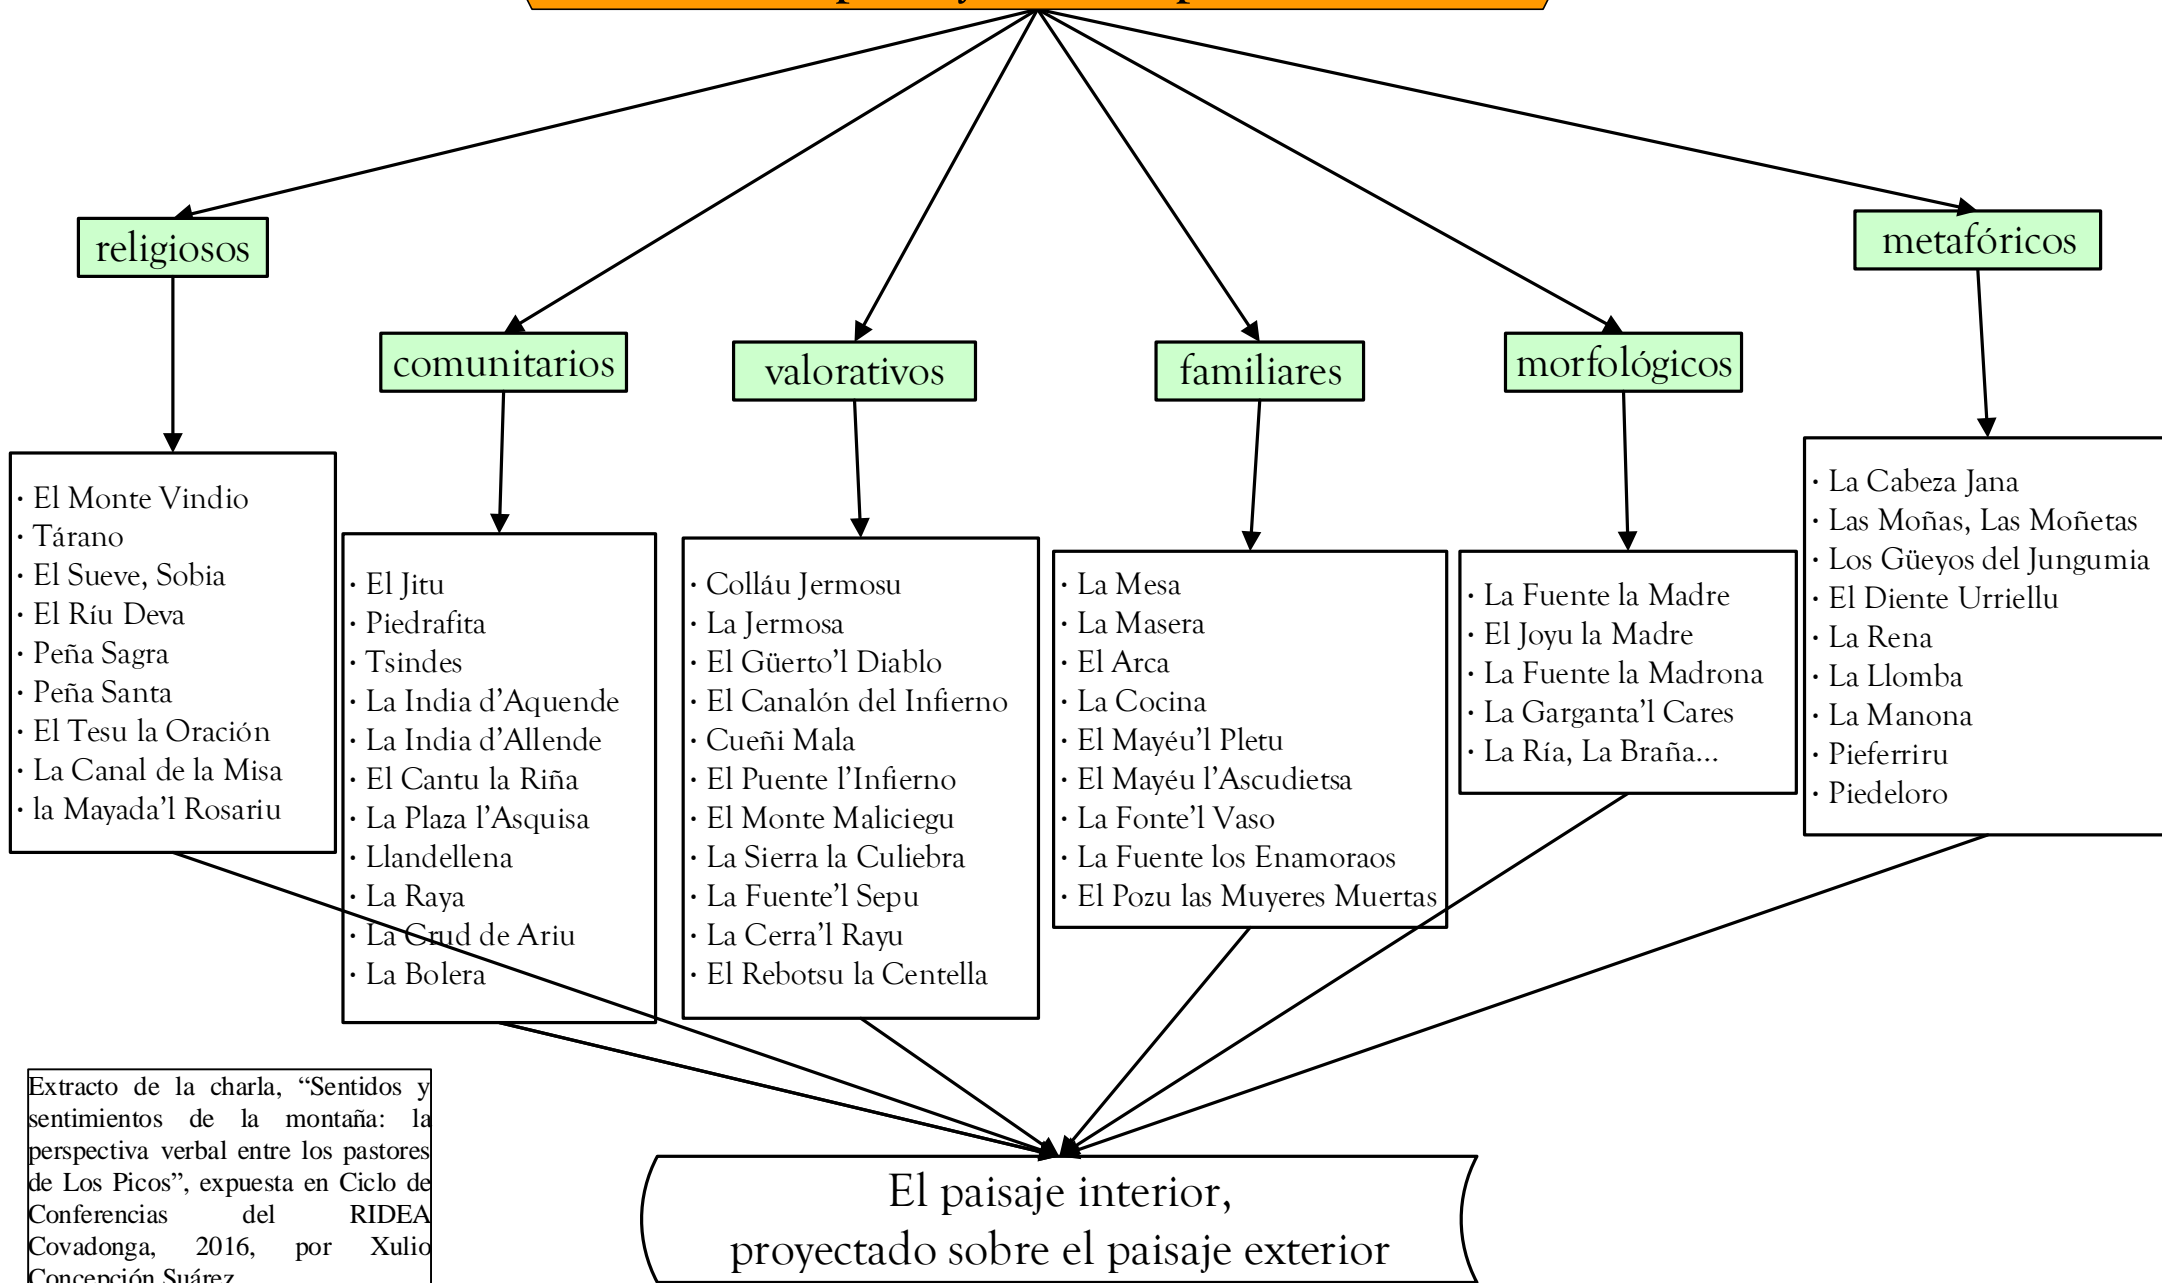 religiosos
comunitarios
valorativos
familiares
morfológicos
metafóricos
· El Monte Vindio
· Tárano
· El Sueve, Sobia
· El Ríu Deva
· Peña Sagra
· Peña Santa
· El Tesu la Oración
· La Canal de la Misa
· la Mayada’l Rosariu
· El Jitu
· Piedrafita
· Tsindes
· La India d’Aquende
· La India d’Allende
· El Cantu la Riña
· La Plaza l’Asquisa
· Llandellena
· La Raya
· La Crud de Ariu
· La Bolera
· Colláu Jermosu
· La Jermosa
· El Güerto’l Diablo
· El Canalón del Infierno
· Cueñi Mala
· El Puente l’Infierno
· El Monte Maliciegu
· La Sierra la Culiebra
· La Fuente’l Sepu
· La Cerra’l Rayu
· El Rebotsu la Centella
· La Mesa
· La Masera
· El Arca
· La Cocina
· El Mayéu’l Pletu
· El Mayéu l’Ascudietsa
· La Fonte’l Vaso
· La Fuente los Enamoraos
· El Pozu las Muyeres Muertas
· La Fuente la Madre
· El Joyu la Madre
· La Fuente la Madrona
· La Garganta’l Cares
· La Ría, La Braña...
· La Cabeza Jana
· Las Moñas, Las Moñetas
· Los Güeyos del Jungumia
· El Diente Urriellu
· La Rena
· La Llomba
· La Manona
· Pieferriru
· Piedeloro
Extracto de la charla, “Sentidos y
sentimientos de la montaña: la
perspectiva verbal entre los pastores
de Los Picos”, expuesta en Ciclo de
Conferencias del RIDEA
Covadonga, 2016, por Xulio
Concepción Suárez
El paisaje interior,
proyectado sobre el paisaje exterior